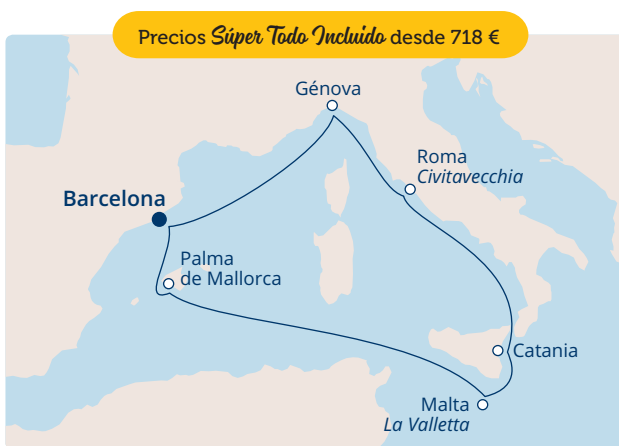 Precios Súper Todo Incluido desde 718 €
Génova
Roma
Civitavecchia
Barcelona
Palma
de Mallorca
Catania
Malta
La Valletta